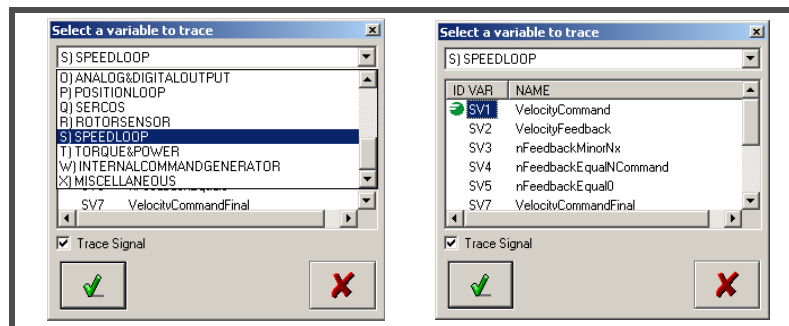 Select a variable to trace
S) SPEEDLOOP
O) ANALOG&DIGITALOUTPUT
P) POSITIONLOOP
Q) SERCOS
R) ROTORSENSOR
S) SPEEDLOOP
T) TORQUE&POWER
W) INTERNALCOMMANDGENERATOR
X) MISCELLANEOUS
SV7 VelocityCommandFinal
Trace Signal
Select a variable to trace
S) SPEEDLOOP
ID VAR NAME
SV1 VelocityCommand
SV2 VelocityFeedback
SV3 nFeedbackMinorNx
SV4 nFeedbackEqualNCommand
SV5 nFeedbackEqual0
SV7 VelocityCommandFinal
Trace Signal